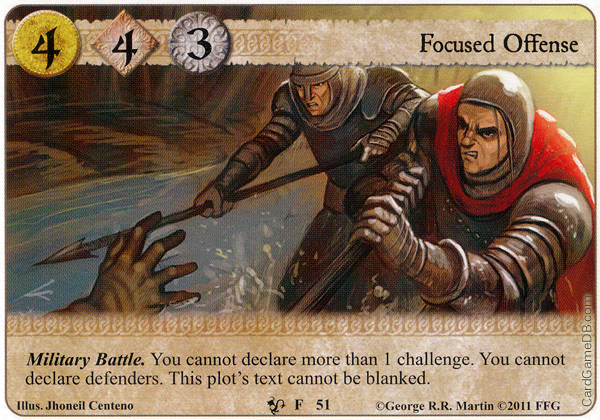 4 4 3 Focused Offense
Military Battle. You cannot declare more than 1 challenge. You cannot
declare defenders. This plot's text cannot be blanked.
Illus. Jhoneil Centeno F 51 ©George R.R. Martin ©2011 FFG
CardGameDB.com